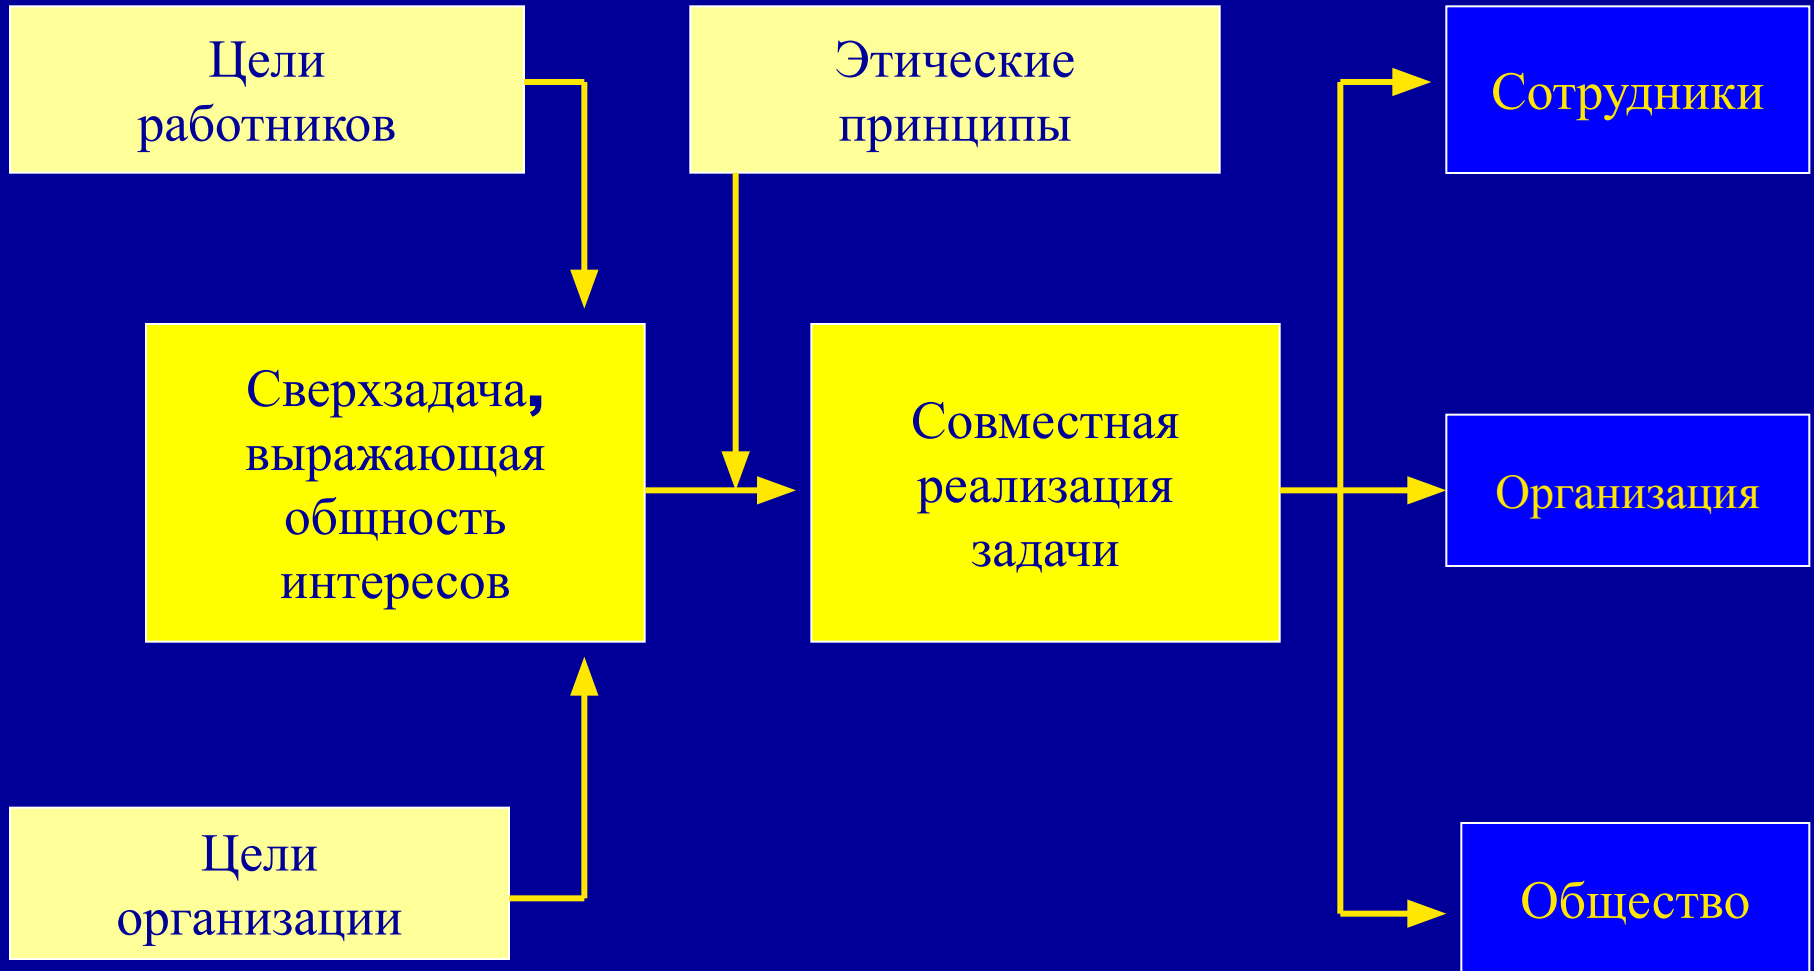 Цели
работников
Этические
принципы
Сотрудники
Сверхзадача,
выражающая
общность
интересов
Совместная
реализация
задачи
Организация
Цели
организации
Общество